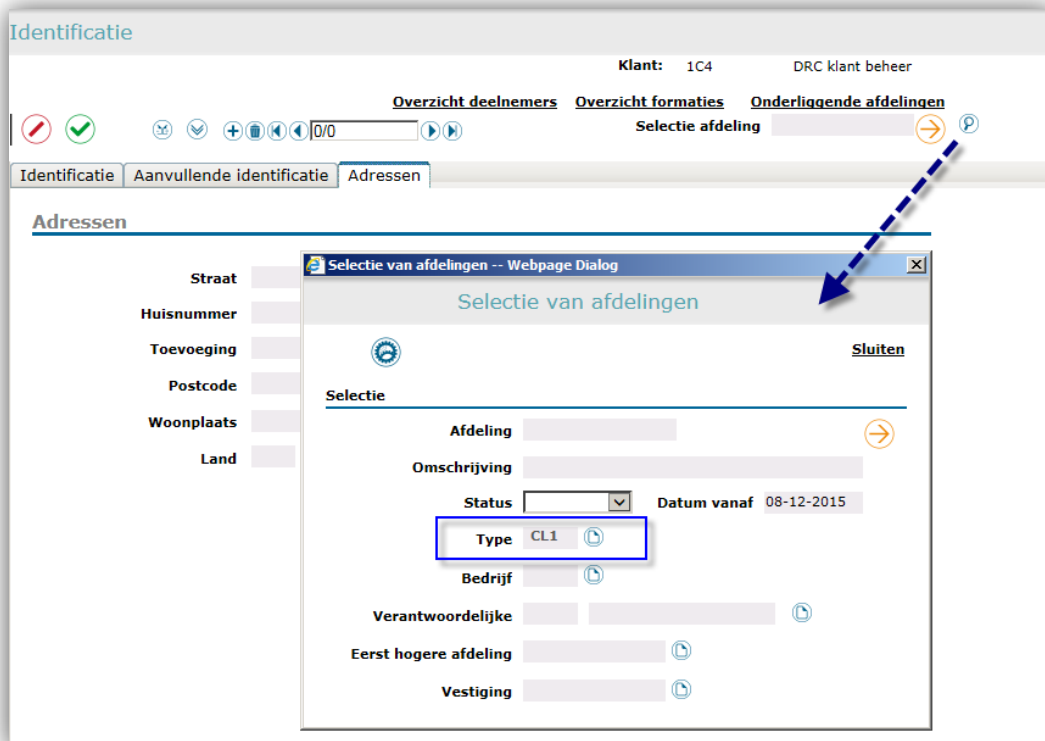 Identificatie
Klant: 1C4 DRC klant beheer
Overzicht deelnemers Overzicht formaties Onderliggende afdelingen
0/0 Selectie afdeling
Identificatie Aanvullende identificatie Adressen
Adressen
Straat
Huisnummer
Toevoeging
Postcode
Woonplaats
Land
Selectie van afdelingen -- Webpage Dialog
Selectie van afdelingen
Sluiten
Selectie
Afdeling
Omschrijving
Status Datum vanaf 08-12-2015
Type CL1
Bedrijf
Verantwoordelijke
Eerst hogere afdeling
Vestiging